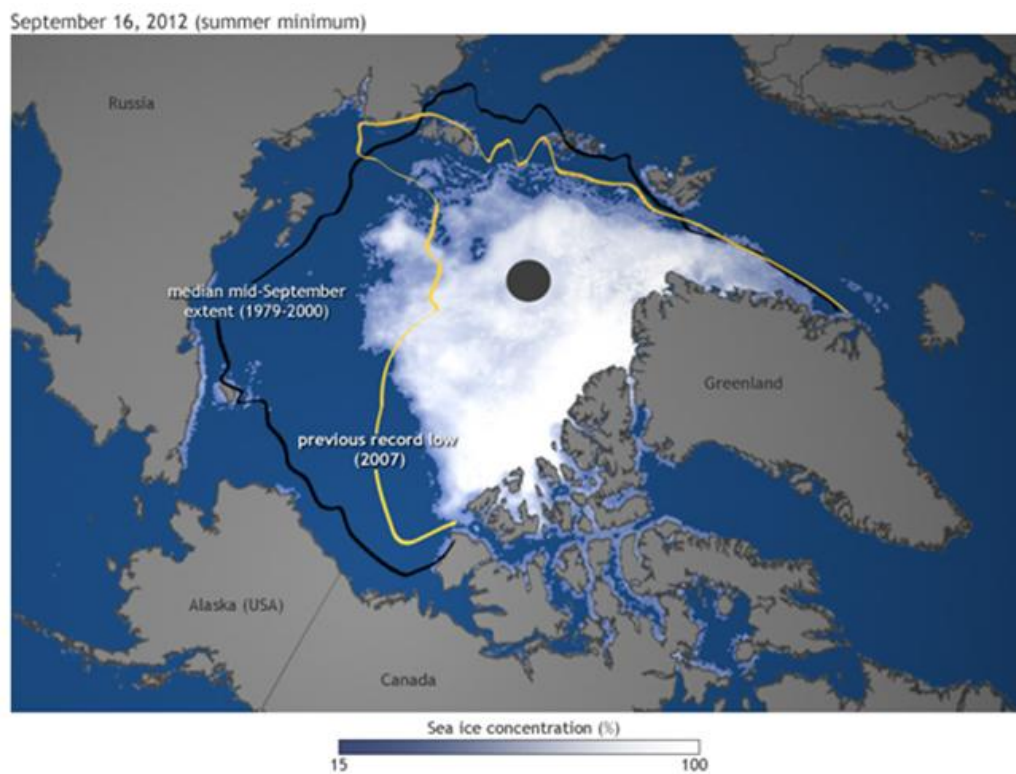 September 16, 2012 (summer minimum)
Russia
median mid-September
extent (1979-2000)
Greenland
previous record low
(2007)
Alaska (USA)
Canada
Sea ice concentration (%)
15 100